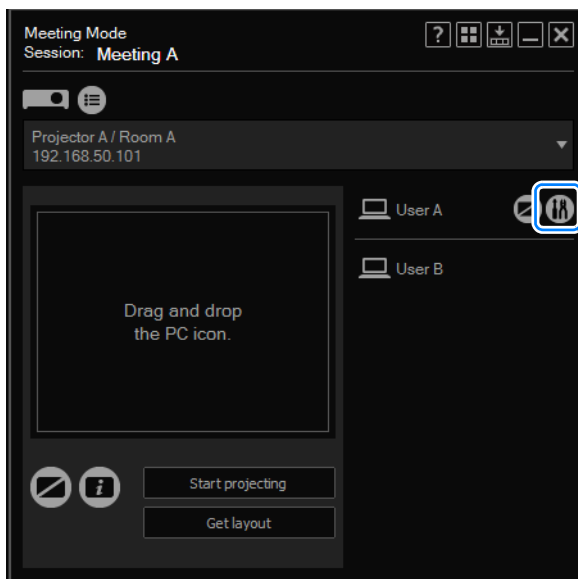 Meeting Mode
Session: Meeting A
?
Projector A / Room A
192.168.50.101
User A
User B
Drag and drop
the PC icon.
i
Start projecting
Get layout